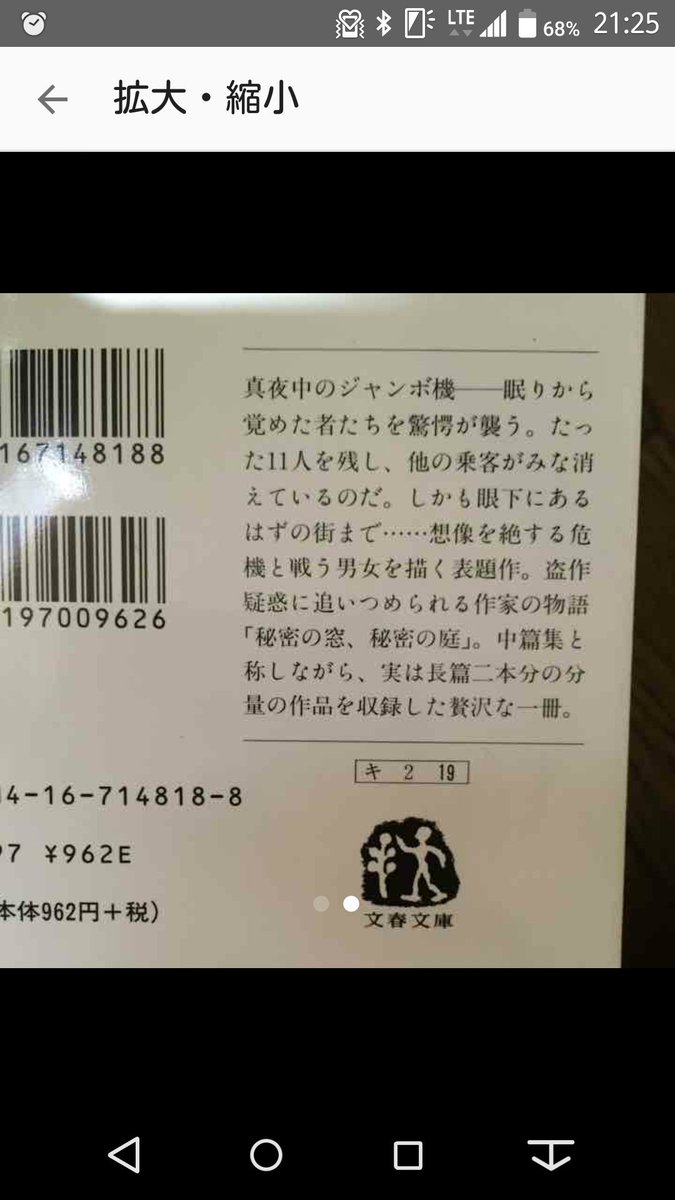 LTE
68%
21:25
拡大・縮小
167148188
197009626
真夜中のジャンボ機――眠りから
覚めた者たちを驚愕が襲う。たっ
た11人を残し、他の乗客がみな消
えているのだ。しかも眼下にある
はずの街まで……想像を絶する危
機と戦う男女を描く表題作。盗作
疑惑に追いつめられる作家の物語
「秘密の窓、秘密の庭」。中篇集と
称しながら、実は長篇二本分の分
量の作品を収録した贅沢な一冊。
キ 2 19
4-16-714818-8
97 ¥962E
本体962円+税)
文春文庫